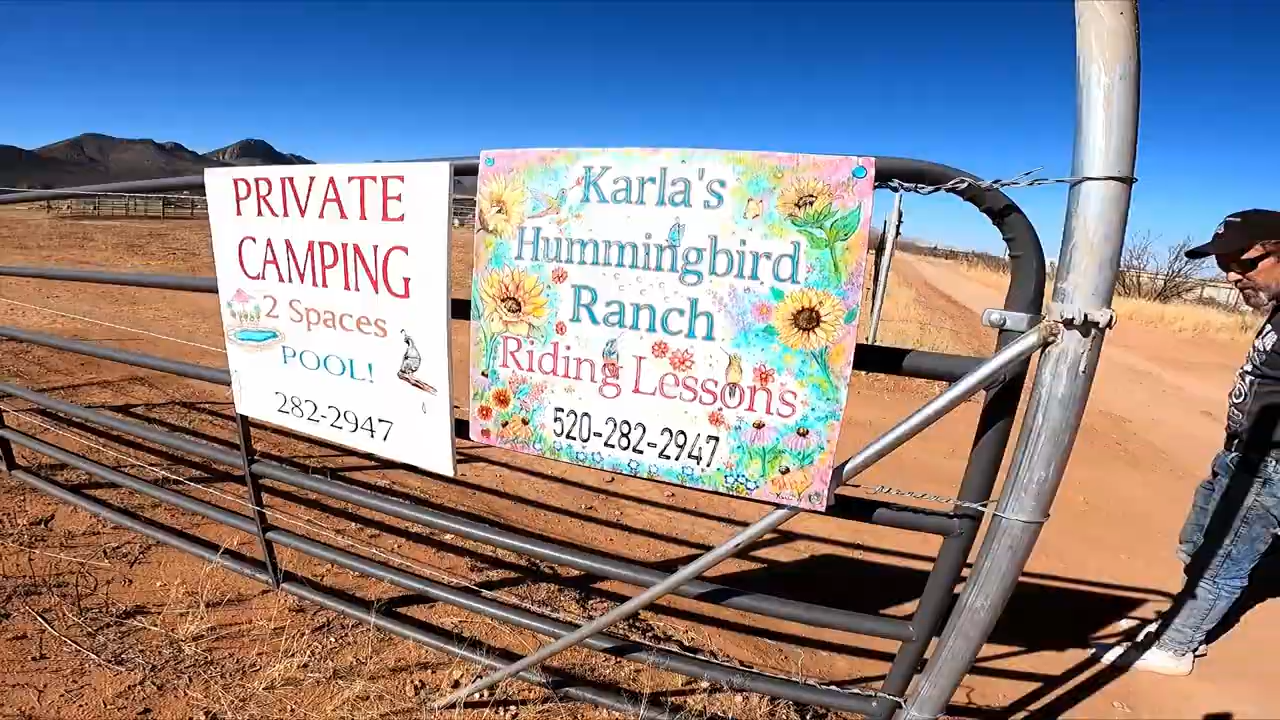 PRIVATE
CAMPING
2 Spaces
POOL!
282-2947
Karla's
Hummingbird
Ranch
Riding Lessons
520-282-2947